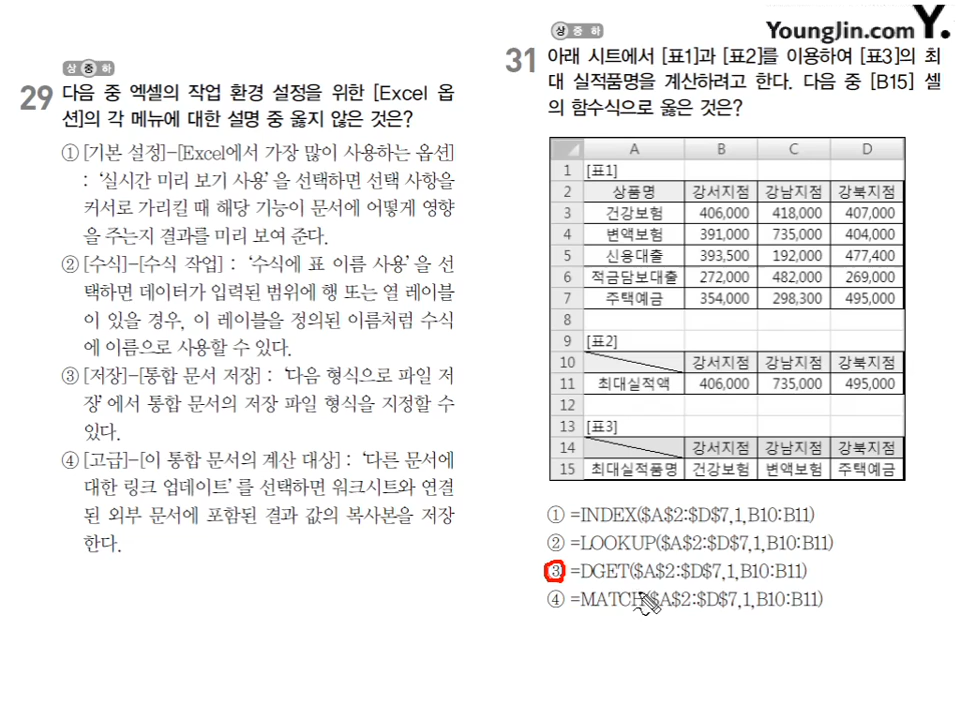 YoungJin.com Y.
상 중 하
29 다음 중 엑셀의 작업 환경 설정을 위한 [Excel 옵
션]의 각 메뉴에 대한 설명 중 옳지 않은 것은?
① [기본 설정]-[Excel에서 가장 많이 사용하는 옵션]
: ‘실시간 미리 보기 사용’을 선택하면 선택 사항을
커서로 가리킬 때 해당 기능이 문서에 어떻게 영향
을 주는지 결과를 미리 보여 준다.
② [수식]-[수식 작업] : ‘수식에 표 이름 사용’을 선
택하면 데이터가 입력된 범위에 행 또는 열 레이블
이 있을 경우, 이 레이블을 정의된 이름처럼 수식
에 이름으로 사용할 수 있다.
③ [저장]-[통합 문서 저장] : ‘다음 형식으로 파일 저
장’에서 통합 문서의 저장 파일 형식을 지정할 수
있다.
④ [고급]-[이 통합 문서의 계산 대상] : ‘다른 문서에
대한 링크 업데이트’를 선택하면 워크시트와 연결
된 외부 문서에 포함된 결과 값의 복사본을 저장
한다.
상 중 하
31 아래 시트에서 [표1]과 [표2]를 이용하여 [표3]의 최
대 실적품명을 계산하려고 한다. 다음 중 [B15] 셀
의 함수식으로 옳은 것은?
A B C D
1 [표1]
2 상품명 강서지점 강남지점 강북지점
3 건강보험 406,000 418,000 407,000
4 변액보험 391,000 735,000 404,000
5 신용대출 393,500 192,000 477,400
6 적금담보대출 272,000 482,000 269,000
7 주택예금 354,000 298,300 495,000
8
9 [표2]
10 강서지점 강남지점 강북지점
11 최대실적액 406,000 735,000 495,000
12
13 [표3]
14 강서지점 강남지점 강북지점
15 최대실적품명 건강보험 변액보험 주택예금
① =INDEX($A$2:$D$7,1,B10:B11)
② =LOOKUP($A$2:$D$7,1,B10:B11)
③ =DGET($A$2:$D$7,1,B10:B11)
④ =MATCH($A$2:$D$7,1,B10:B11)